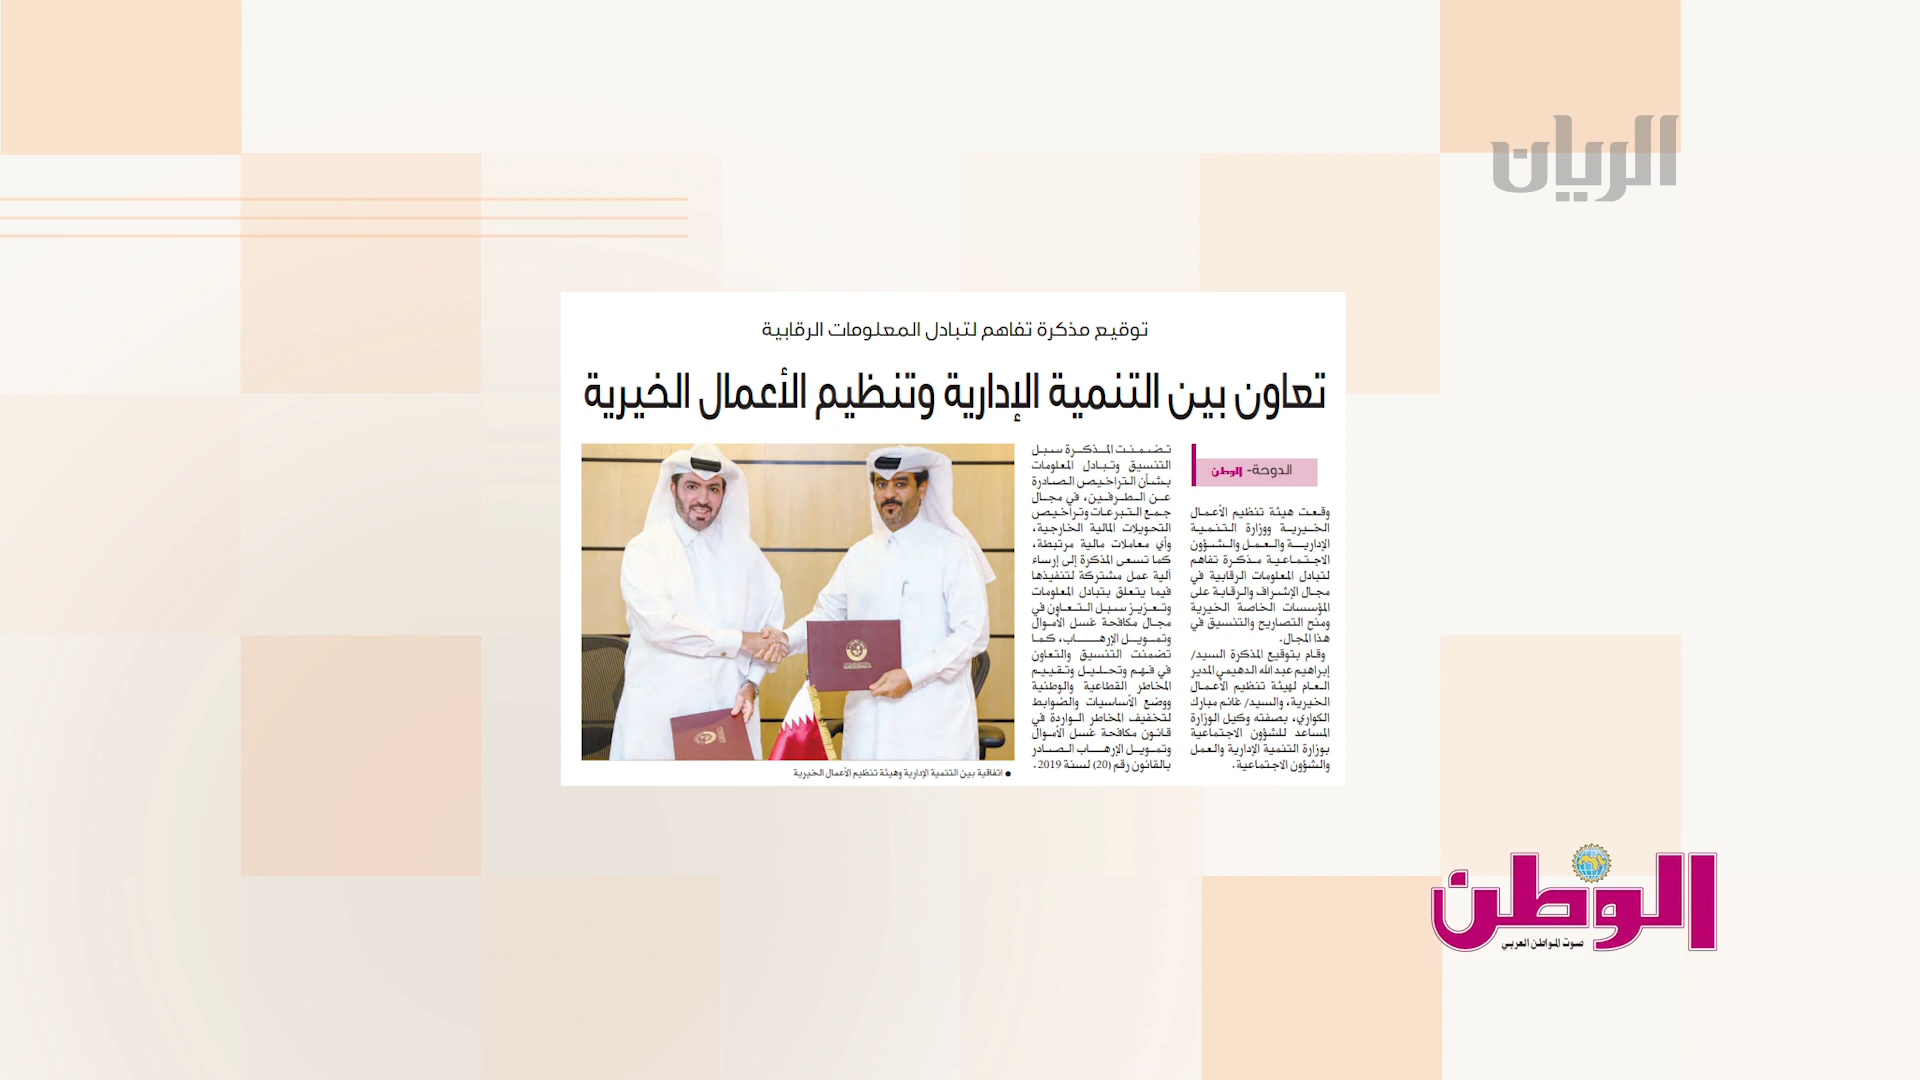 الريان
توقيع مذكرة تفاهم لتبادل المعلومات الرقابية
تعاون بين التنمية الإدارية وتنظيم الأعمال الخيرية
الدوحة- الوطن
وقعت هيئة تنظيم الأعمال
الخيرية ووزارة التنمية
الإدارية والعمل والشؤون
الاجتماعية مذكرة تفاهم
لتبادل المعلومات الرقابية في
مجال الإشراف والرقابة على
المؤسسات الخاصة الخيرية
ومنح التصاريح والتنسيق في
هذا المجال.
وقام بتوقيع المذكرة السيد/
إبراهيم عبدالله الدهيمي المدير
العام لهيئة تنظيم الأعمال
الخيرية، والسيد/ غانم مبارك
الكواري، بصفته وكيل الوزارة
المساعد للشؤون الاجتماعية
بوزارة التنمية الإدارية والعمل
والشؤون الاجتماعية.
تضمنت المذكرة سبل
التنسيق وتبادل المعلومات
بشأن التراخيص الصادرة
عن الطرفين، في مجال
جمع التبرعات وتراخيص
التحويلات المالية الخارجية،
وأي معاملات مالية مرتبطة،
كما تسعى المذكرة إلى إرساء
آلية عمل مشتركة لتنفيذها
فيما يتعلق بتبادل المعلومات
وتعزيز سبل التعاون في
مجال مكافحة غسل الأموال
وتمويل الإرهاب، كما
تضمنت التنسيق والتعاون
في فهم وتحليل وتقييم
المخاطر القطاعية والوطنية
ووضع الأساسيات والضوابط
لتخفيف المخاطر الواردة في
قانون مكافحة غسل الأموال
وتمويل الإرهاب الصادر
بالقانون رقم (20) لسنة 2019.
● اتفاقية بين التنمية الإدارية وهيئة تنظيم الأعمال الخيرية
الوطن
صوت المواطن العربي